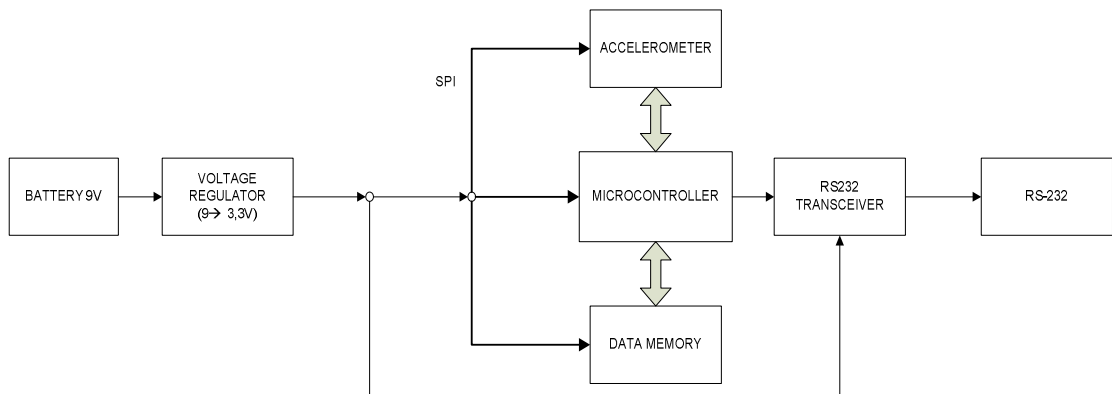 ACCELEROMETER
SPI
BATTERY 9V
VOLTAGE
REGULATOR
(9→ 3,3V)
MICROCONTROLLER
RS232
TRANSCEIVER
RS-232
DATA MEMORY